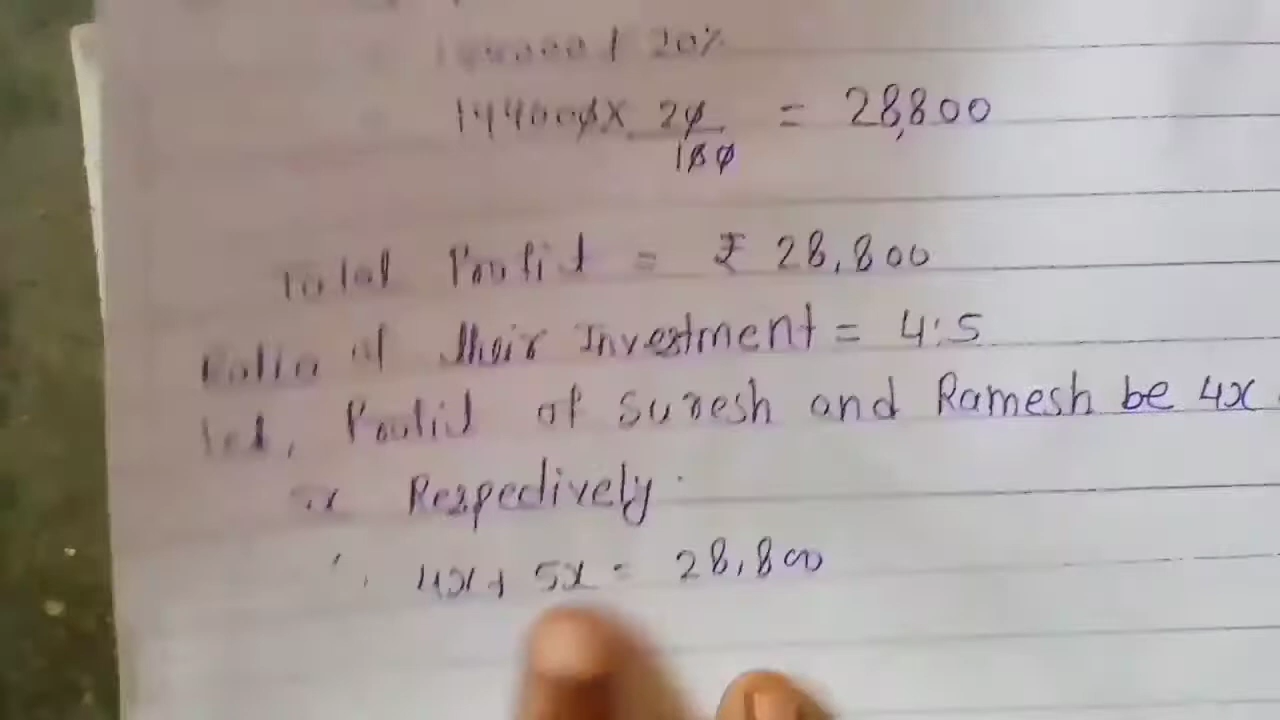 144000 / 20%
144000 x 20/100 = 28,800
Total Profit = ₹ 28,800
Ratio of their Investment = 4:5
let, Profit of Suresh and Ramesh be 4x
5x Respectively.
∴ 4x + 5x = 28,800